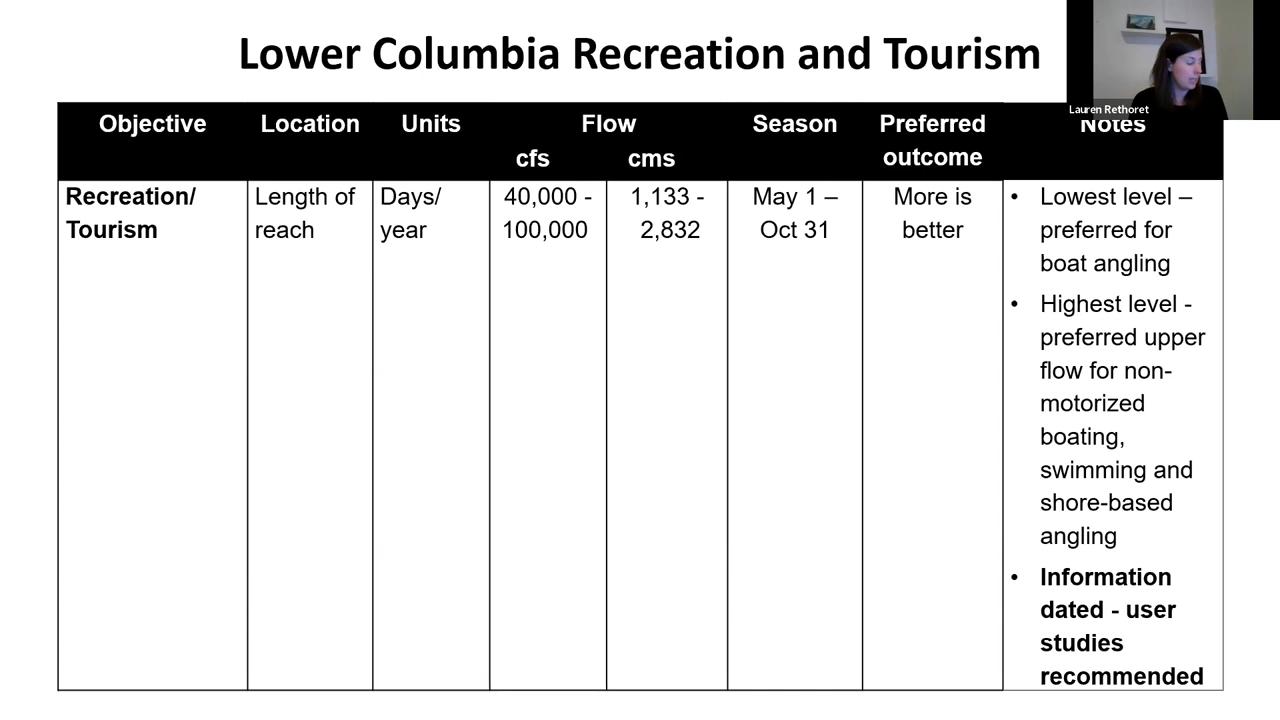 Lower Columbia Recreation and Tourism
Lauren Rethoret
Objective Location Units Flow Season Preferred Notes
cfs cms outcome
Recreation/ Length of Days/ 40,000 - 1,133 - May 1 – More is • Lowest level –
Tourism reach year 100,000 2,832 Oct 31 better preferred for
boat angling
• Highest level -
preferred upper
flow for non-
motorized
boating,
swimming and
shore-based
angling
• Information
dated - user
studies
recommended